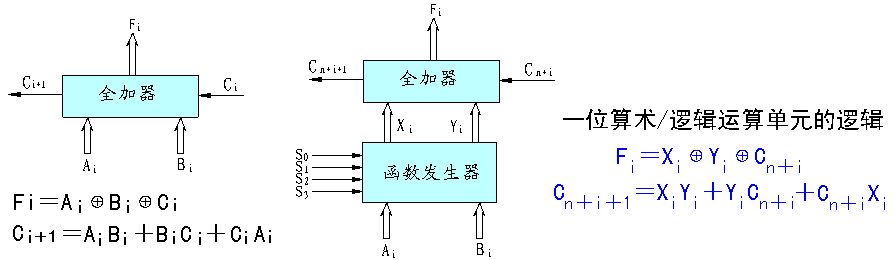 Fi
Ci+1
全加器
Ci
Ai
Bi
Fi=Ai⊕Bi⊕Ci
Ci+1=AiBi+BiCi+CiAi
Fi
Cn+i+1
全加器
Cn+i
Xi
Yi
S0
S1
S2
S3
函数发生器
Ai
Bi
一位算术/逻辑运算单元的逻辑
Fi=Xi⊕Yi⊕Cn+i
Cn+i+1=XiYi+YiCn+i+Cn+iXi